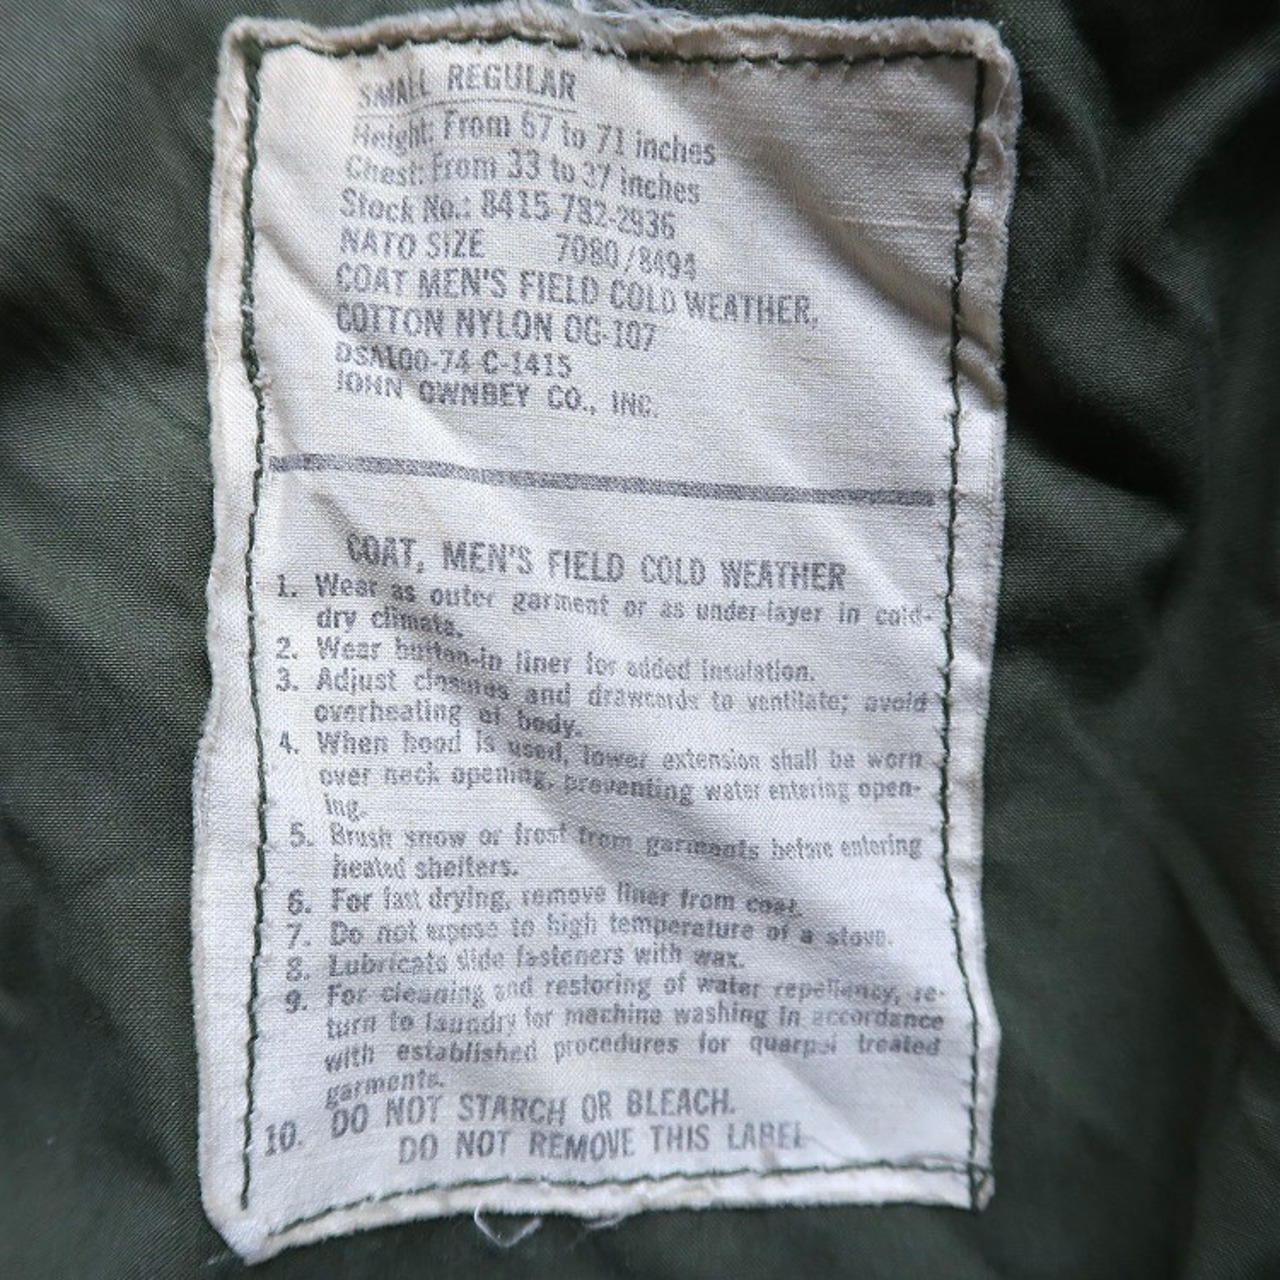 SMALL REGULAR
Height: From 67 to 71 inches
Chest: From 33 to 37 inches
Stock No.: 8415-782-2936
NATO SIZE 7080/8494
COAT MEN'S FIELD COLD WEATHER,
COTTON NYLON OG-107
DSA100-74-C-1415
JOHN OWNBEY CO., INC.
COAT, MEN'S FIELD COLD WEATHER
1. Wear as outer garment or as under-layer in cold-
dry climate.
2. Wear button-in liner for added insulation.
3. Adjust closures and drawcords to ventilate; avoid
overheating of body.
4. When hood is used, lower extension shall be worn
over neck opening, preventing water entering open-
ing.
5. Brush snow or frost from garments before entering
heated shelters.
6. For fast drying, remove liner from coat.
7. Do not expose to high temperature of a stove.
8. Lubricate slide fasteners with wax.
9. For cleaning and restoring of water repellency, re-
turn to laundry for machine washing in accordance
with established procedures for quarpel treated
garments.
10. DO NOT STARCH OR BLEACH.
DO NOT REMOVE THIS LABEL